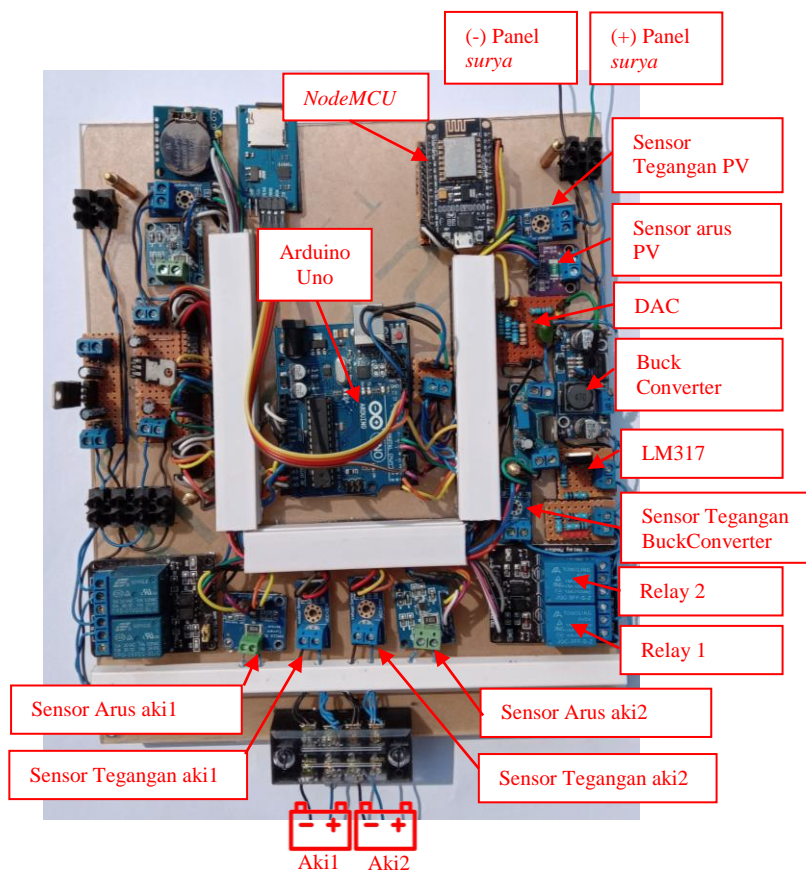 (-) Panel
surya
(+) Panel
surya
NodeMCU
Sensor
Tegangan PV
Sensor arus
PV
Arduino
Uno
DAC
Buck
Converter
LM317
Sensor Tegangan
BuckConverter
Relay 2
Relay 1
Sensor Arus aki1
Sensor Arus aki2
Sensor Tegangan aki1
Sensor Tegangan aki2
Aki1
Aki2
ARDUINO
470